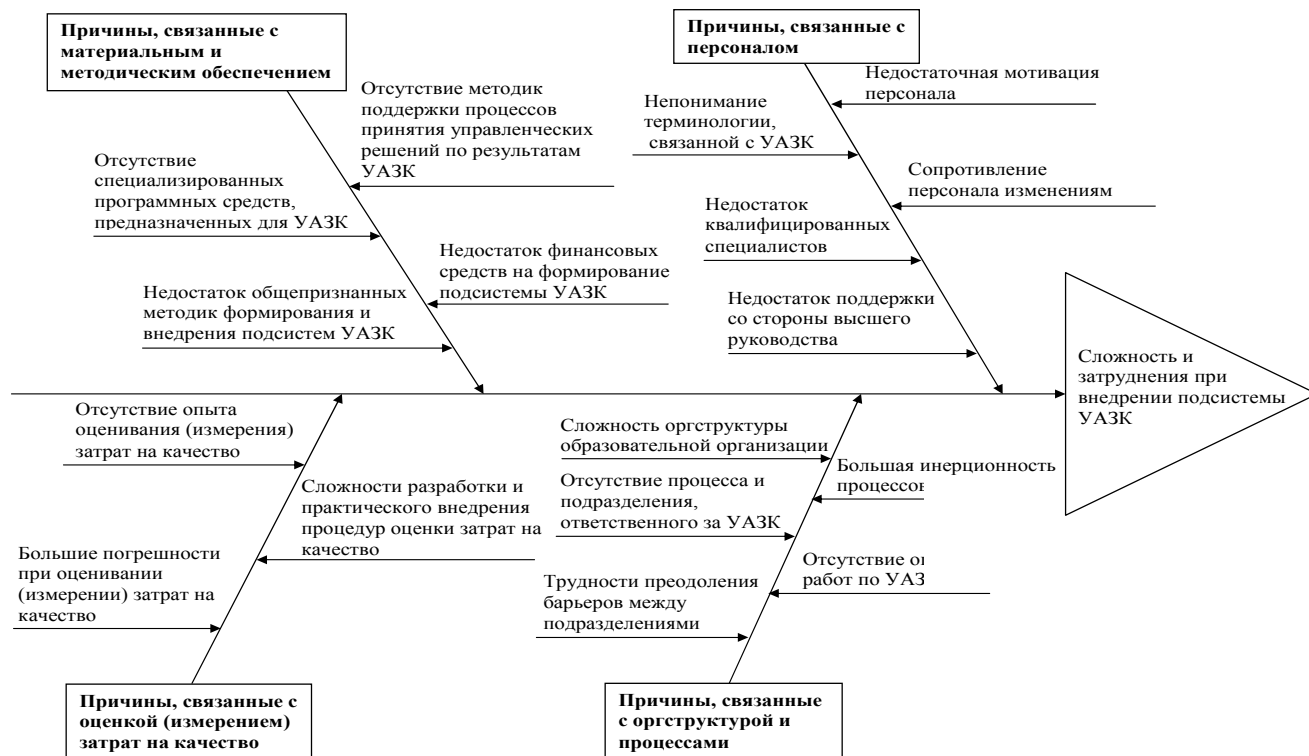 Причины, связанные с
материальным и
методическим обеспечением
Отсутствие методик
поддержки процессов
принятия управленческих
решений по результатам
УАЗК
Отсутствие
специализированных
программных средств,
предназначенных для УАЗК
Недостаток финансовых
средств на формирование
подсистемы УАЗК
Недостаток общепризнанных
методик формирования и
внедрения подсистем УАЗК
Причины, связанные с
персоналом
Недостаточная мотивация
персонала
Непонимание
терминологии,
связанной с УАЗК
Сопротивление
персонала изменениям
Недостаток
квалифицированных
специалистов
Недостаток поддержки
со стороны высшего
руководства
Сложность и
затруднения при
внедрении подсистемы
УАЗК
Отсутствие опыта
оценивания (измерения)
затрат на качество
Сложности разработки и
практического внедрения
процедур оценки затрат на
качество
Большие погрешности
при оценивании
(измерении) затрат на
качество
Причины, связанные с
оценкой (измерением)
затрат на качество
Сложность оргструктуры
образовательной организации
Большая инерционность
процессов
Отсутствие процесса и
подразделения,
ответственного за УАЗК
Отсутствие
работ по
Трудности преодоления
барьеров между
подразделениями
Причины, связанные
с оргструктурой и
процессами